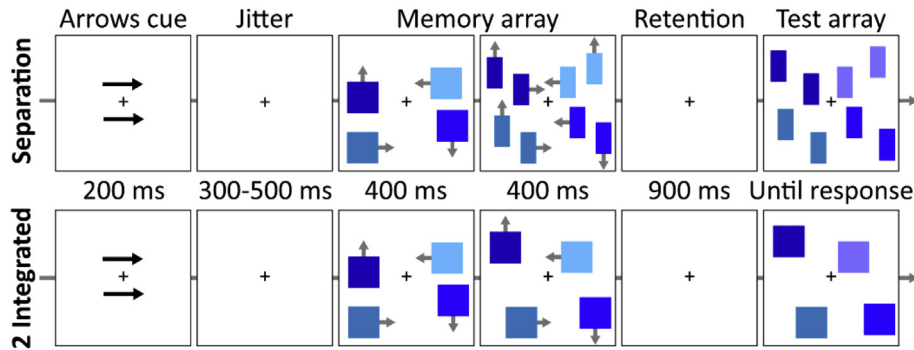 Arrows cue Jitter Memory array Retention Test array
Separation
200 ms 300-500 ms 400 ms 400 ms 900 ms Until response
2 Integrated